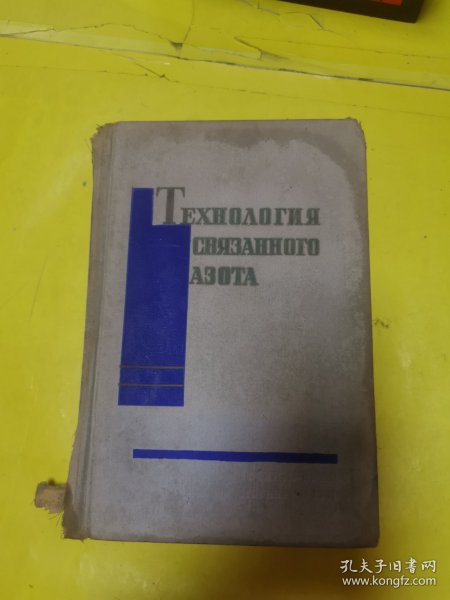 Технология
связанного
азота
孔夫子旧书网
www.kongfz.com